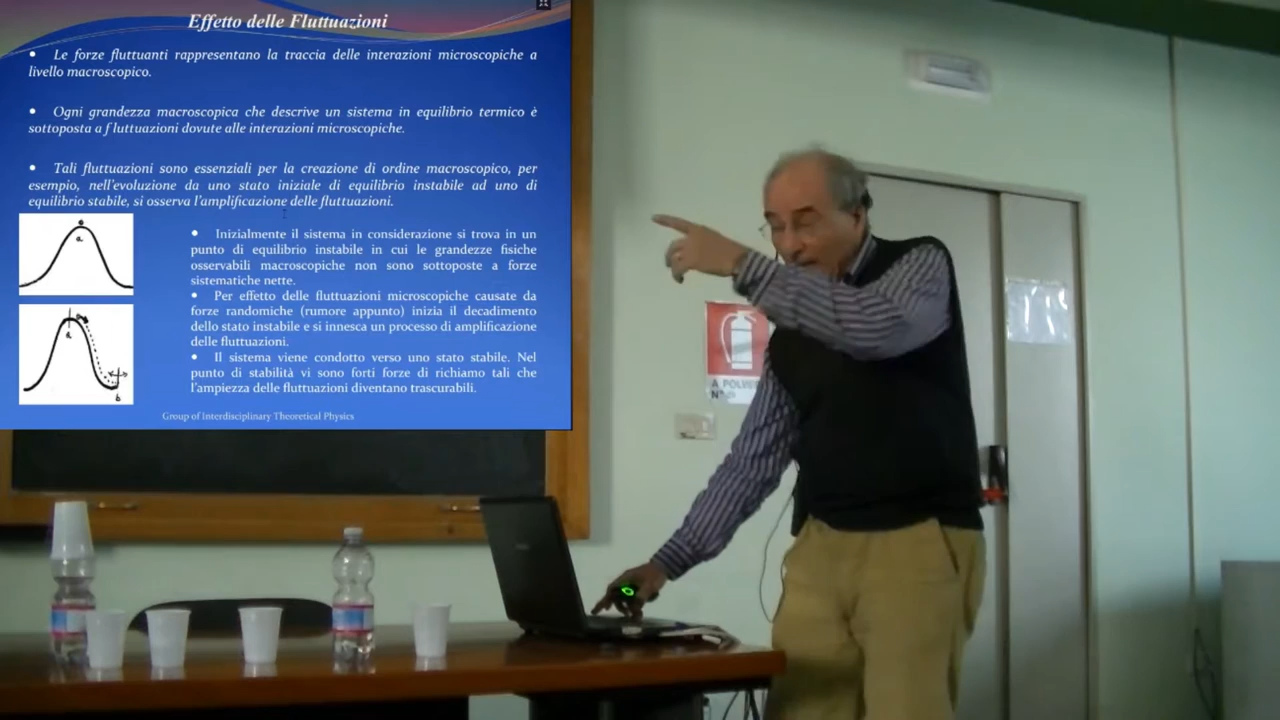 Effetto delle Fluttuazioni
• Le forze fluttuanti rappresentano la traccia delle interazioni microscopiche a
livello macroscopico.
• Ogni grandezza macroscopica che descrive un sistema in equilibrio termico è
sottoposta a f luttuazioni dovute alle interazioni microscopiche.
• Tali fluttuazioni sono essenziali per la creazione di ordine macroscopico, per
esempio, nell'evoluzione da uno stato iniziale di equilibrio instabile ad uno di
equilibrio stabile, si osserva l'amplificazione delle fluttuazioni.
a.
a.
b
• Inizialmente il sistema in considerazione si trova in un
punto di equilibrio instabile in cui le grandezze fisiche
osservabili macroscopiche non sono sottoposte a forze
sistematiche nette.
• Per effetto delle fluttuazioni microscopiche causate da
forze randomiche (rumore appunto) inizia il decadimento
dello stato instabile e si innesca un processo di amplificazione
delle fluttuazioni.
• Il sistema viene condotto verso uno stato stabile. Nel
punto di stabilità vi sono forti forze di richiamo tali che
l'ampiezza delle fluttuazioni diventano trascurabili.
Group of Interdisciplinary Theoretical Physics
A POLVE
N°